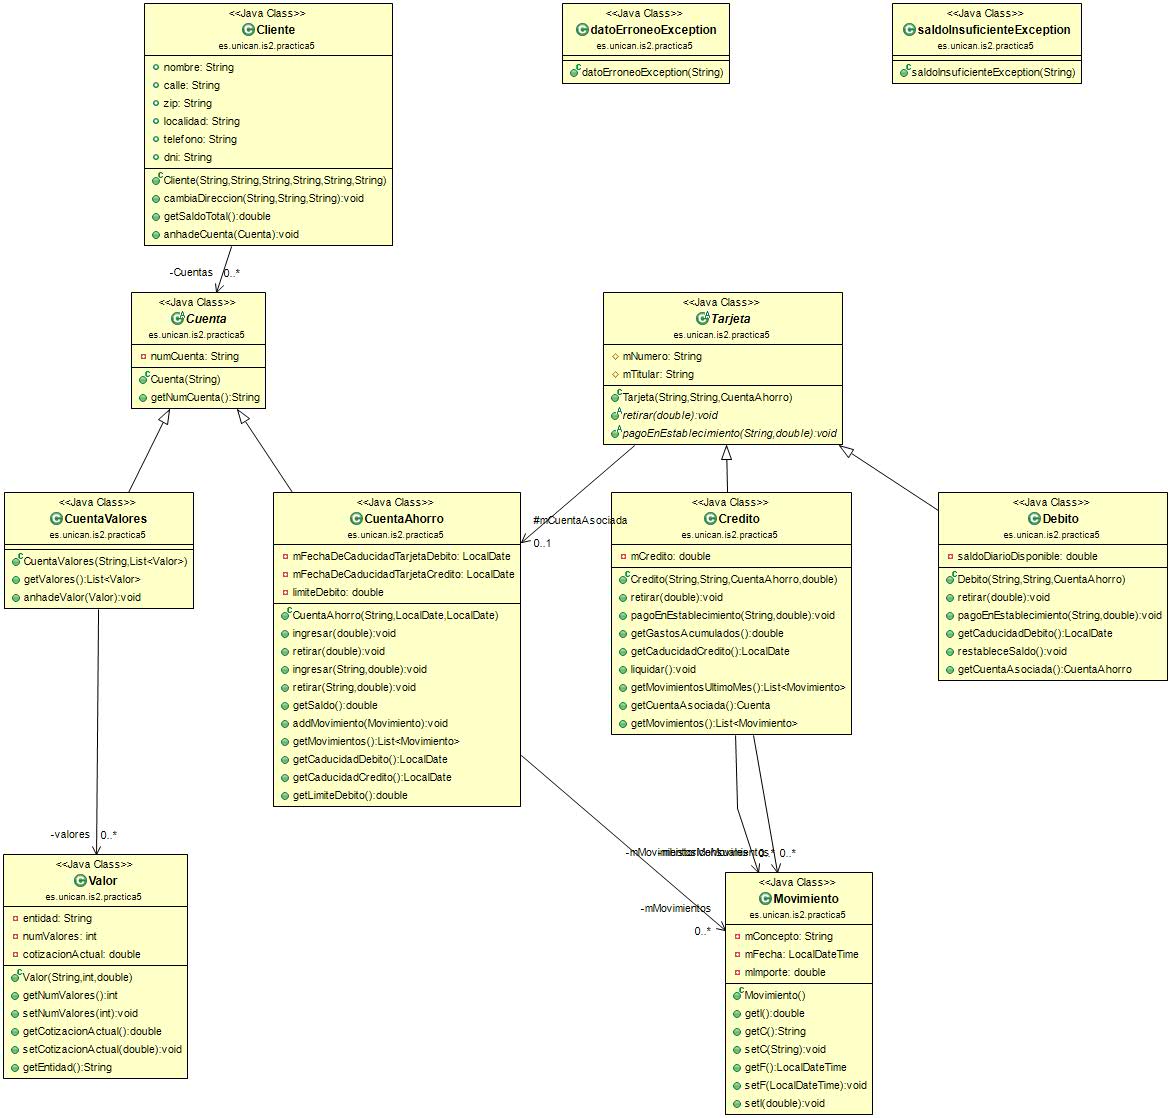 <<Java Class>>
Cliente
es.unican.is2.practica5
nombre: String
calle: String
zip: String
localidad: String
telefono: String
dni: String
Cliente(String,String,String,String,String,String)
cambiaDireccion(String,String,String):void
getSaldoTotal():double
anhadeCuenta(Cuenta):void
<<Java Class>>
datoErroneoException
es.unican.is2.practica5
datoErroneoException(String)
<<Java Class>>
saldoInsuficienteException
es.unican.is2.practica5
saldoInsuficienteException(String)
-Cuentas
0..*
<<Java Class>>
Cuenta
es.unican.is2.practica5
numCuenta: String
Cuenta(String)
getNumCuenta():String
<<Java Class>>
Tarjeta
es.unican.is2.practica5
mNumero: String
mTitular: String
Tarjeta(String,String,CuentaAhorro)
retirar(double):void
pagoEnEstablecimiento(String,double):void
<<Java Class>>
CuentaValores
es.unican.is2.practica5
CuentaValores(String,List<Valor>)
getValores():List<Valor>
anhadeValor(Valor):void
<<Java Class>>
CuentaAhorro
es.unican.is2.practica5
mFechaDeCaducidadTarjetaDebito: LocalDate
mFechaDeCaducidadTarjetaCredito: LocalDate
limiteDebito: double
CuentaAhorro(String,LocalDate,LocalDate)
ingresar(double):void
retirar(double):void
ingresar(String,double):void
retirar(String,double):void
getSaldo():double
addMovimiento(Movimiento):void
getMovimientos():List<Movimiento>
getCaducidadDebito():LocalDate
getCaducidadCredito():LocalDate
getLimiteDebito():double
#mCuentaAsociada
0..1
<<Java Class>>
Credito
es.unican.is2.practica5
mCredito: double
Credito(String,String,CuentaAhorro,double)
retirar(double):void
pagoEnEstablecimiento(String,double):void
getGastosAcumulados():double
getCaducidadCredito():LocalDate
liquidar():void
getMovimientosUltimoMes():List<Movimiento>
getCuentaAsociada():Cuenta
getMovimientos():List<Movimiento>
<<Java Class>>
Debito
es.unican.is2.practica5
saldoDiarioDisponible: double
Debito(String,String,CuentaAhorro)
retirar(double):void
pagoEnEstablecimiento(String,double):void
getCaducidadDebito():LocalDate
restableceSaldo():void
getCuentaAsociada():CuentaAhorro
-valores
0..*
<<Java Class>>
Valor
es.unican.is2.practica5
entidad: String
numValores: int
cotizacionActual: double
Valor(String,int,double)
getNumValores():int
setNumValores(int):void
getCotizacionActual():double
setCotizacionActual(double):void
getEntidad():String
0..*
0..*
-mMovimientos
0..*
<<Java Class>>
Movimiento
es.unican.is2.practica5
mConcepto: String
mFecha: LocalDateTime
mImporte: double
Movimiento()
getI():double
getC():String
setC(String):void
getF():LocalDateTime
setF(LocalDateTime):void
setI(double):void